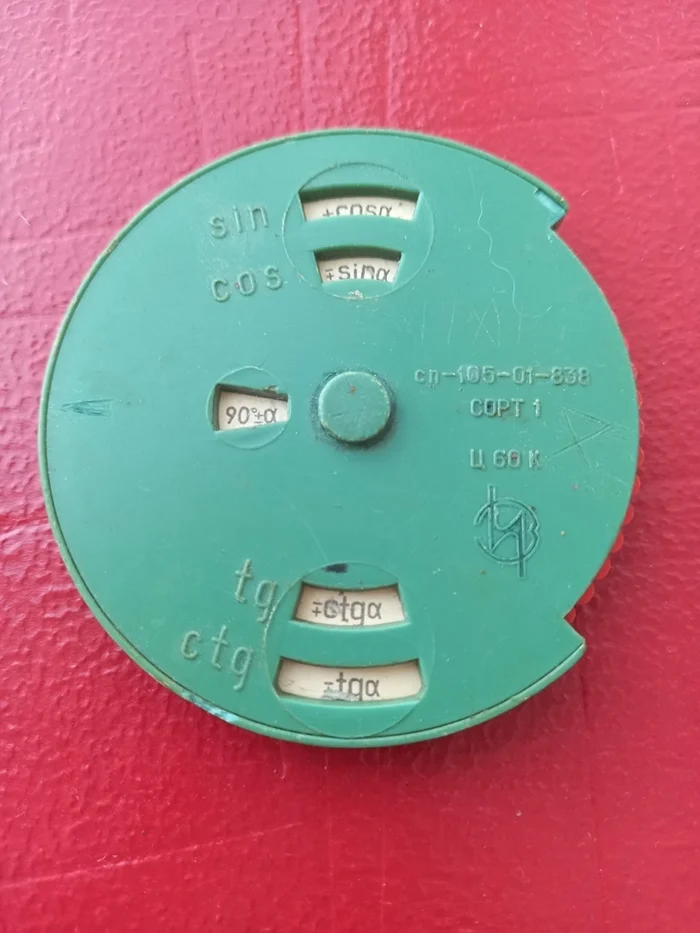 sin
+cosα
cos
∓sinα
90°±α
сп-105-01-838
СОРТ 1
Ц 60 К
tg
∓ctgα
ctg
∓tgα